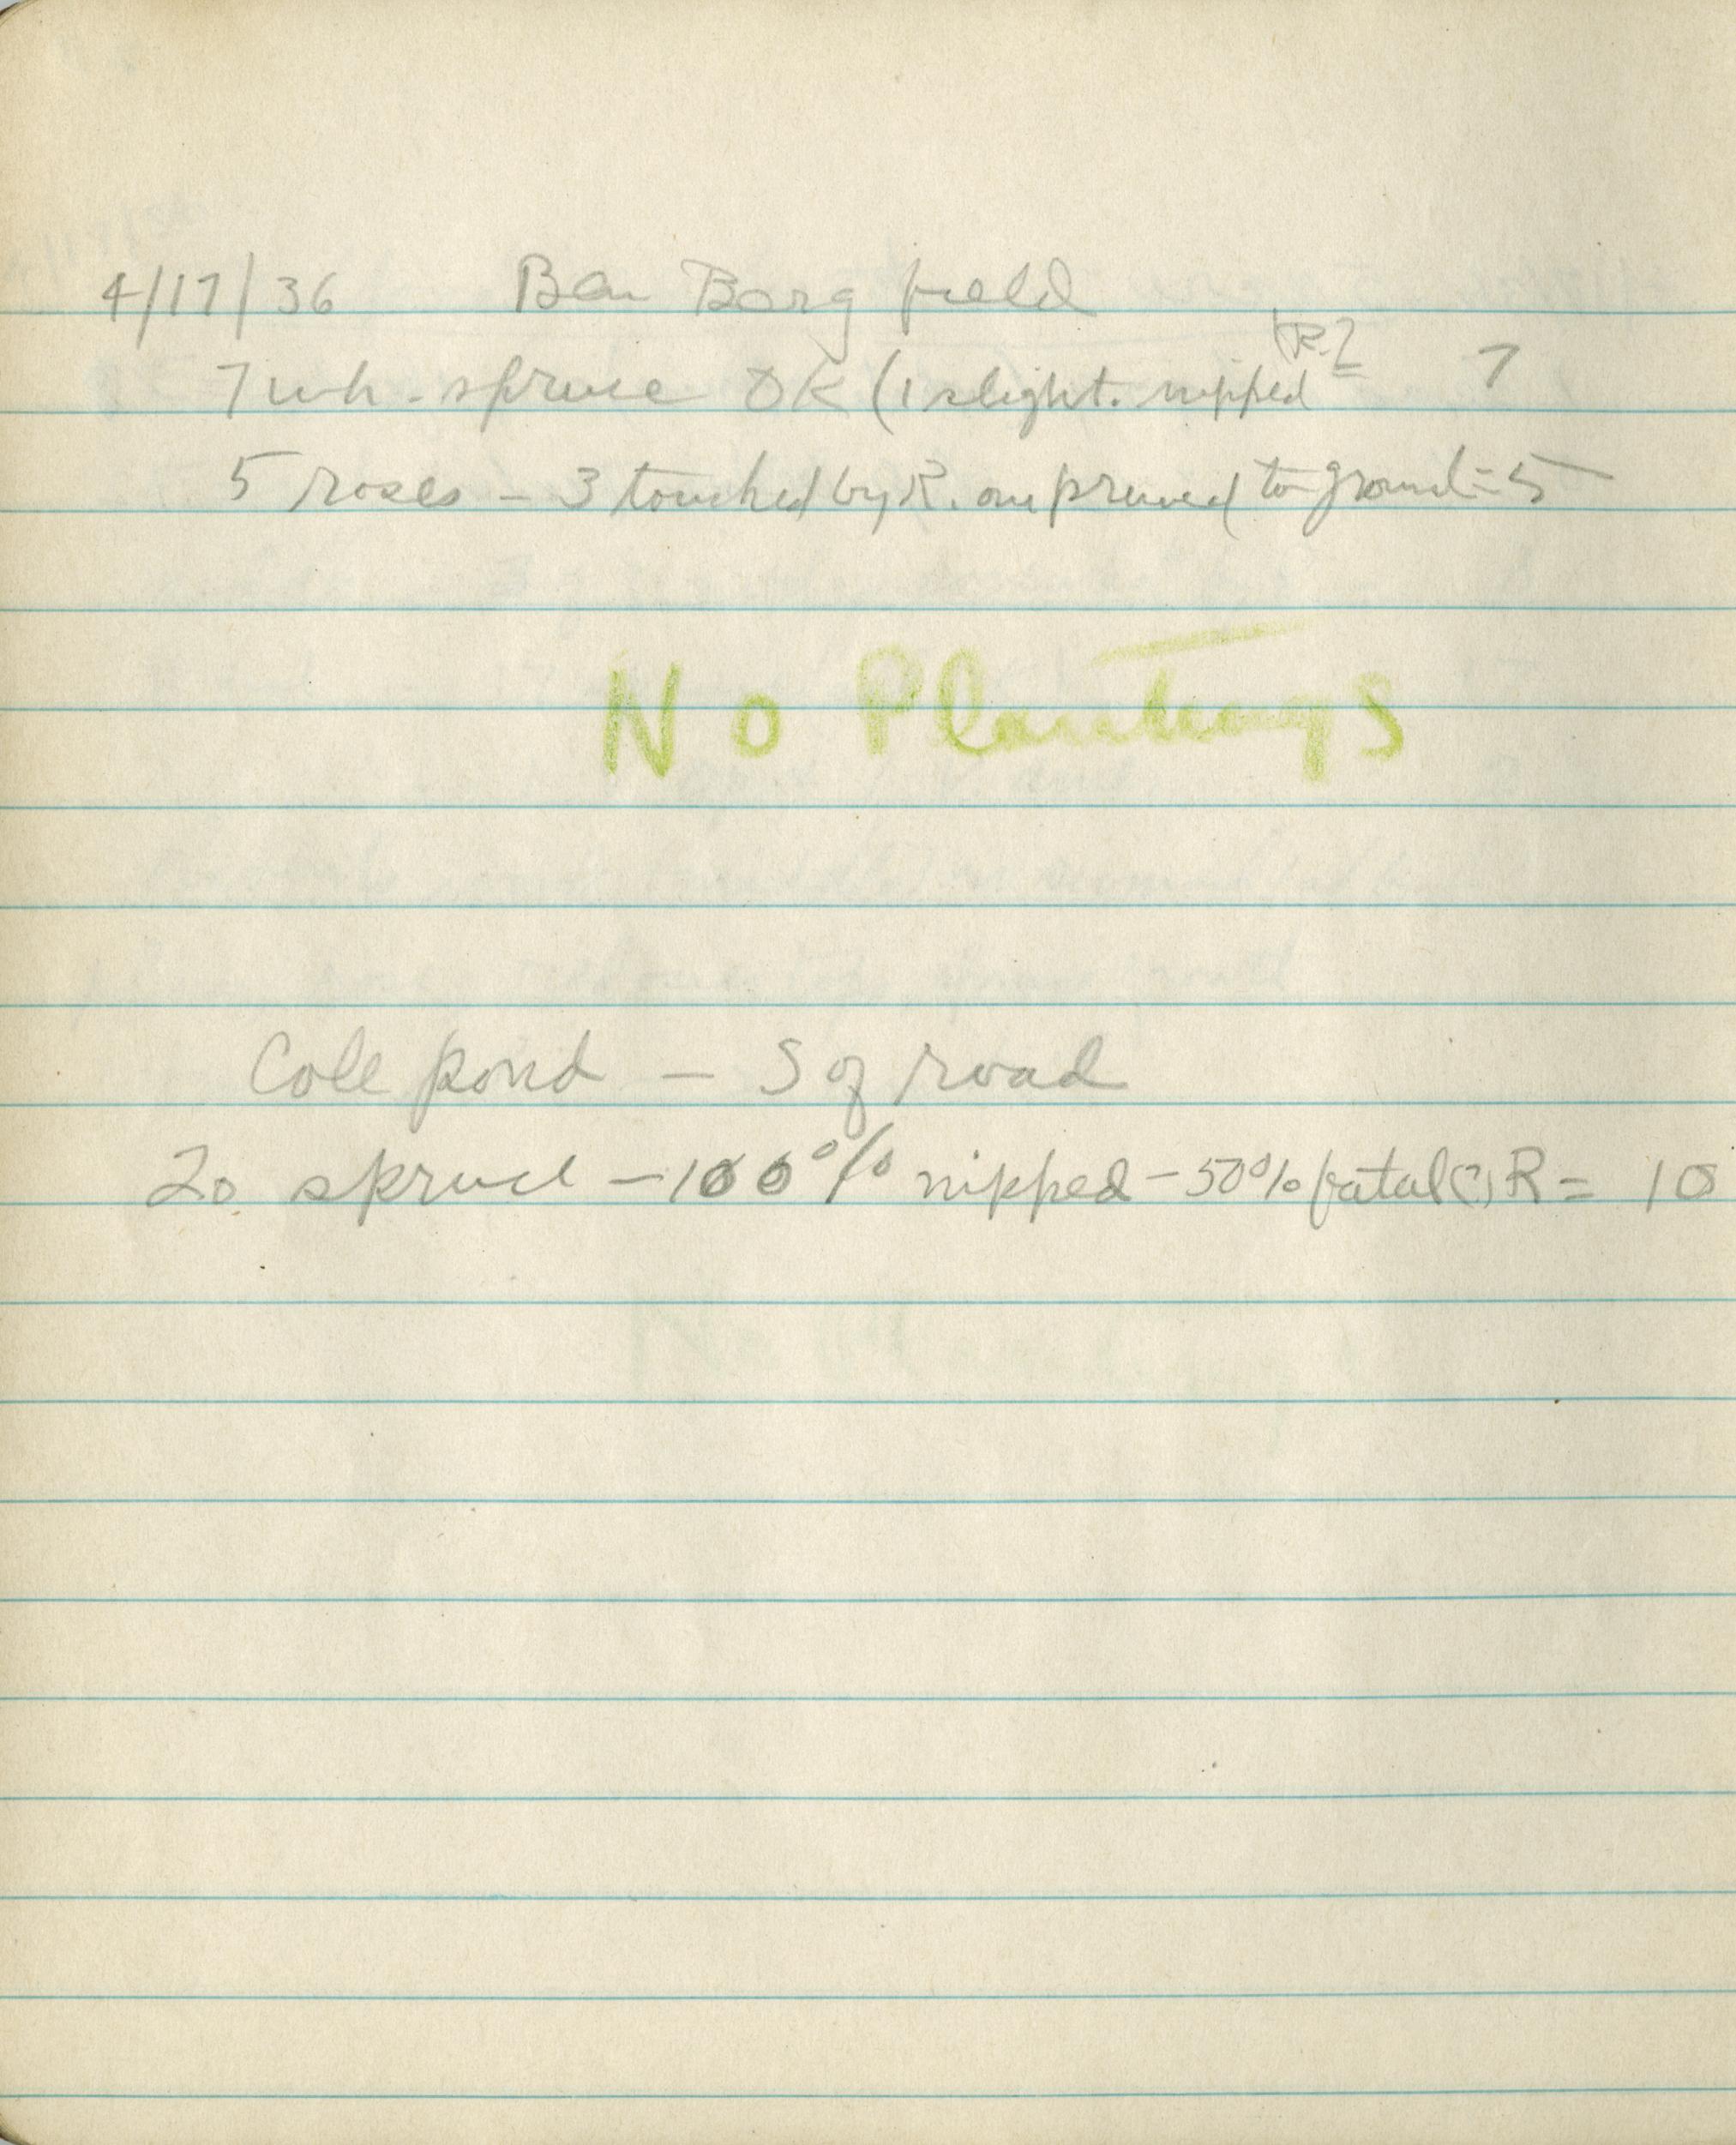 4/17/36 Ben Borg field
7 wh. spruce OK (1 slight. nipped (R.? = 7
5 roses - 3 touched by R. one pruned to ground = 5
No Plantings
Cole pond - S of road
20 spruce - 100% nipped - 50% fatal (?) R = 10